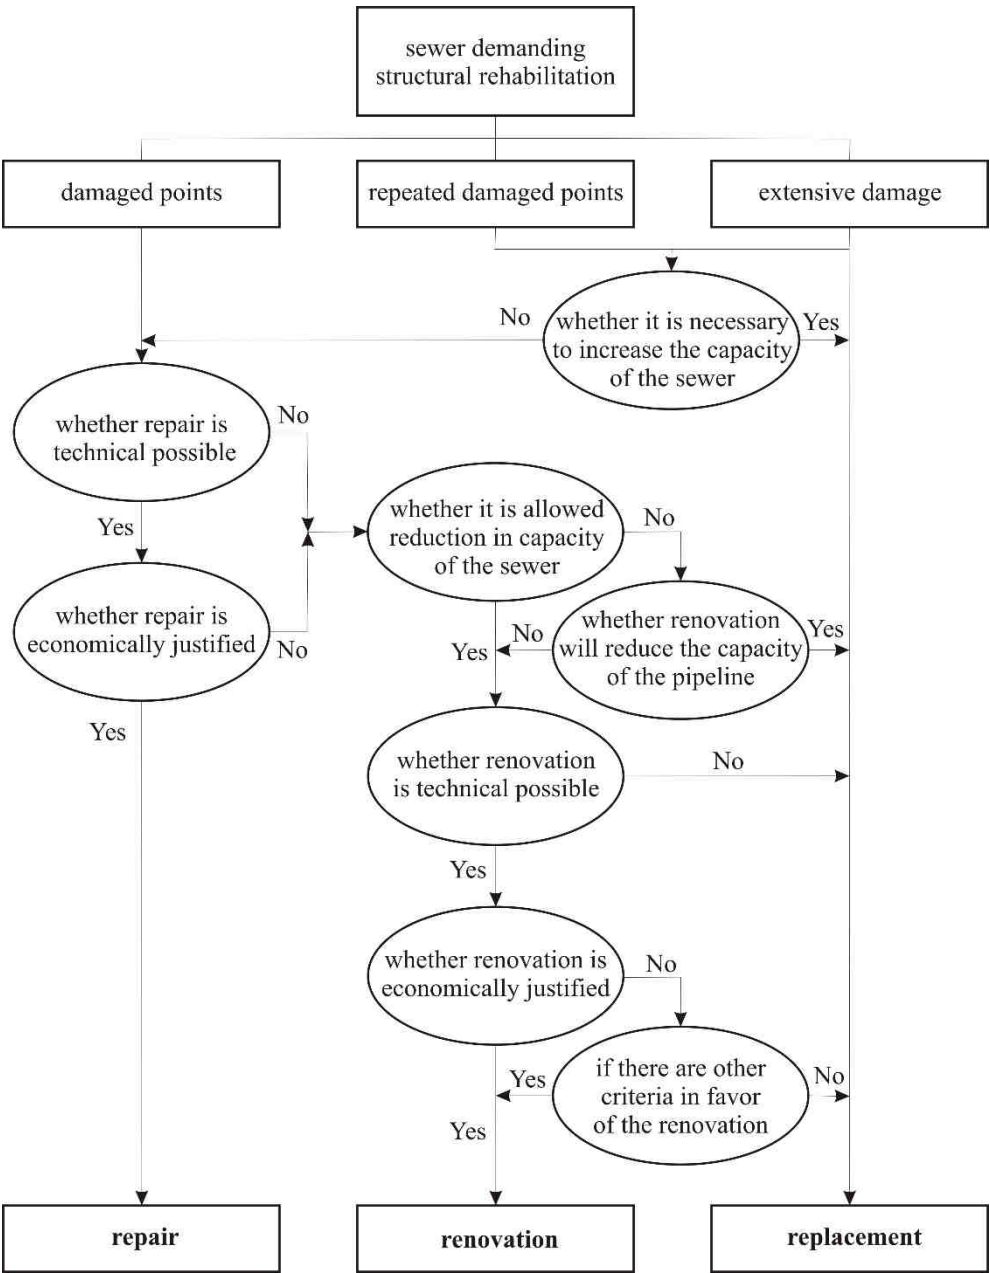 sewer demanding
structural rehabilitation
damaged points
repeated damaged points
extensive damage
No
whether it is necessary
to increase the capacity
of the sewer
Yes
whether repair is
technical possible
No
Yes
whether it is allowed
reduction in capacity
of the sewer
No
whether repair is
economically justified
No
Yes
No
whether renovation
will reduce the capacity
of the pipeline
Yes
Yes
whether renovation
is technical possible
No
Yes
whether renovation is
economically justified
No
Yes
if there are other
criteria in favor
of the renovation
No
Yes
repair
renovation
replacement